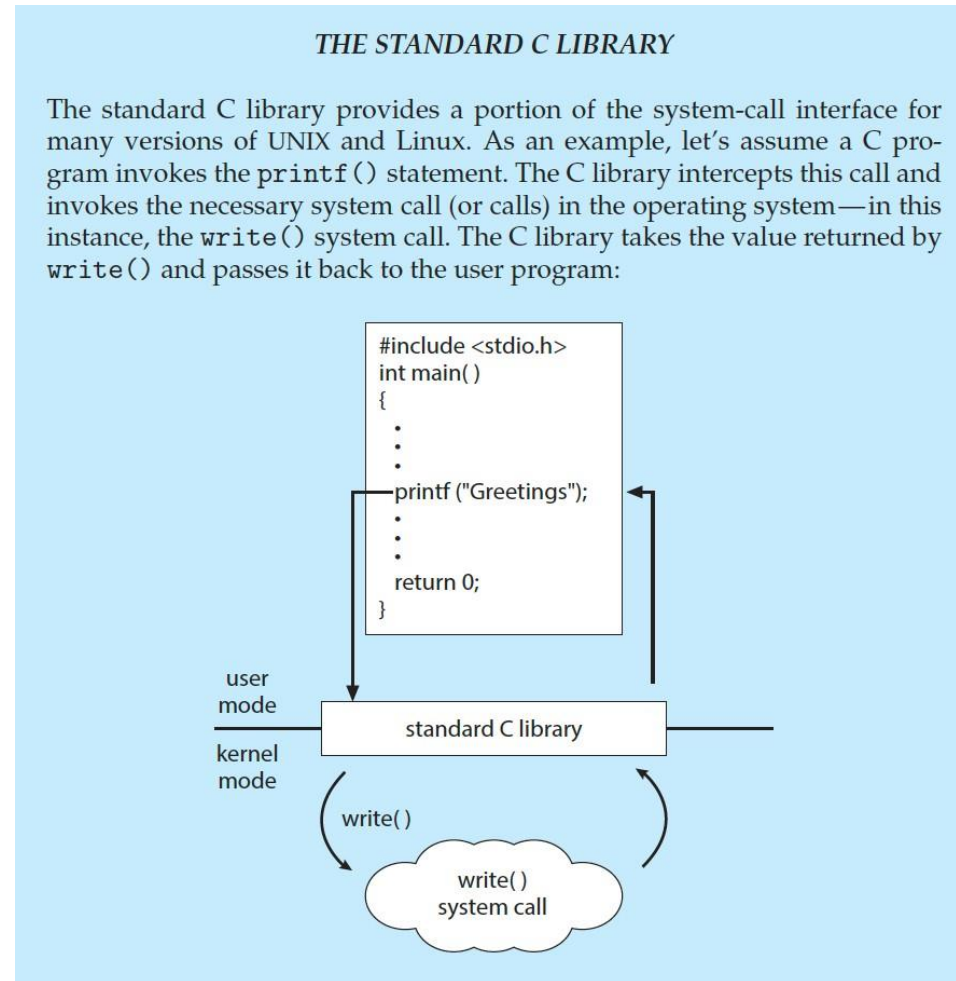 THE STANDARD C LIBRARY
The standard C library provides a portion of the system-call interface for
many versions of UNIX and Linux. As an example, let’s assume a C pro-
gram invokes the printf() statement. The C library intercepts this call and
invokes the necessary system call (or calls) in the operating system—in this
instance, the write() system call. The C library takes the value returned by
write() and passes it back to the user program:
#include <stdio.h>
int main( )
{
•
•
•
printf ("Greetings");
•
•
•
return 0;
}
user
mode
standard C library
kernel
mode
write( )
write( )
system call